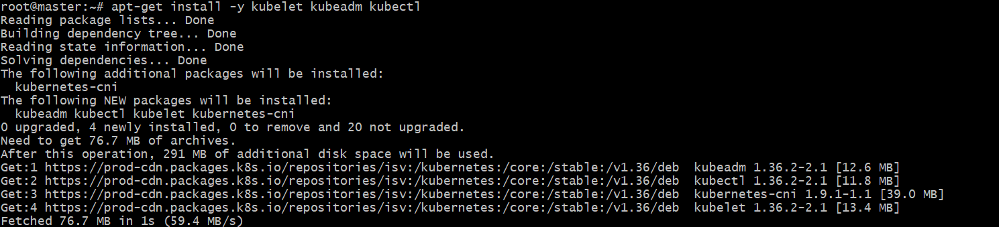 root@master:~# apt-get install -y kubelet kubeadm kubectl
Reading package lists... Done
Building dependency tree... Done
Reading state information... Done
Solving dependencies... Done
The following additional packages will be installed:
  kubernetes-cni
The following NEW packages will be installed:
  kubeadm kubectl kubelet kubernetes-cni
0 upgraded, 4 newly installed, 0 to remove and 20 not upgraded.
Need to get 76.7 MB of archives.
After this operation, 291 MB of additional disk space will be used.
Get:1 https://prod-cdn.packages.k8s.io/repositories/isv:/kubernetes:/core:/stable:/v1.36/deb  kubeadm 1.36.2-2.1 [12.6 MB]
Get:2 https://prod-cdn.packages.k8s.io/repositories/isv:/kubernetes:/core:/stable:/v1.36/deb  kubectl 1.36.2-2.1 [11.8 MB]
Get:3 https://prod-cdn.packages.k8s.io/repositories/isv:/kubernetes:/core:/stable:/v1.36/deb  kubernetes-cni 1.9.1-1.1 [39.0 MB]
Get:4 https://prod-cdn.packages.k8s.io/repositories/isv:/kubernetes:/core:/stable:/v1.36/deb  kubelet 1.36.2-2.1 [13.4 MB]
Fetched 76.7 MB in 1s (59.4 MB/s)